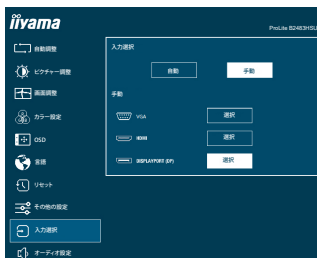 iiyama
ProLite B2483HSU
自動調整
ピクチャー調整
画面調整
カラー設定
OSD
言語
リセット
その他の設定
入力選択
オーディオ設定
入力選択
自動
手動
手動
VGA
選択
HDMI
選択
DISPLAYPORT (DP)
選択